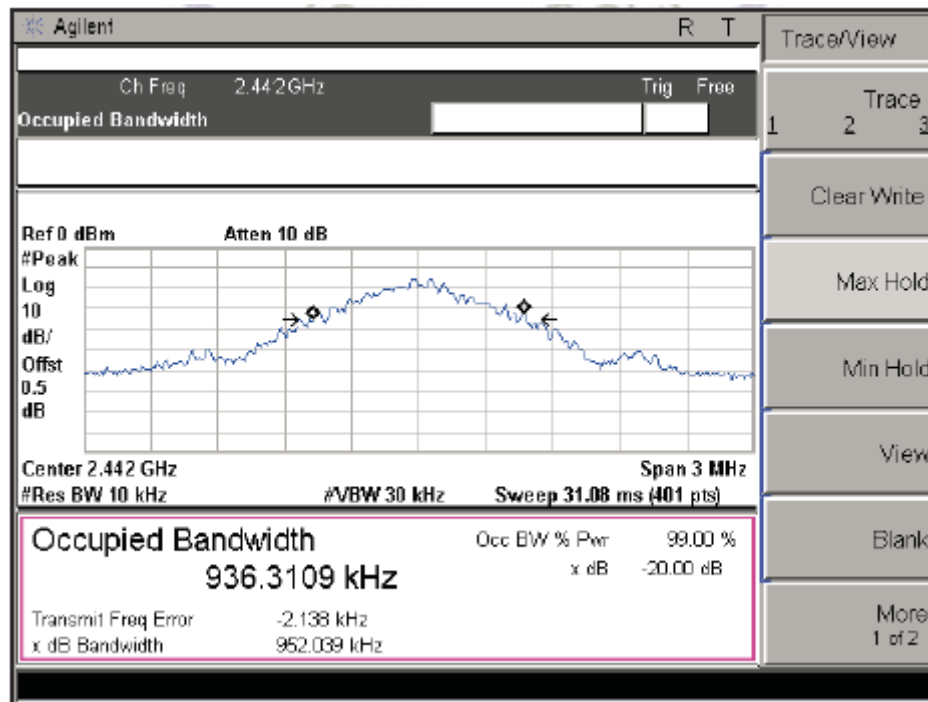 Agilent R T
Trace/View
Ch Freq 2.442 GHz Trig Free
Occupied Bandwidth
Trace
1 2 3
Clear Write
Max Hold
Min Hold
View
Blank
More
1 of 2
Ref 0 dBm Atten 10 dB
#Peak
Log
10
dB/
Offst
0.5
dB
Center 2.442 GHz Span 3 MHz
#Res BW 10 kHz #VBW 30 kHz Sweep 31.08 ms (401 pts)
Occupied Bandwidth
936.3109 kHz
Occ BW % Pwr 99.00 %
x dB -20.00 dB
Transmit Freq Error -2.138 kHz
x dB Bandwidth 952.039 kHz